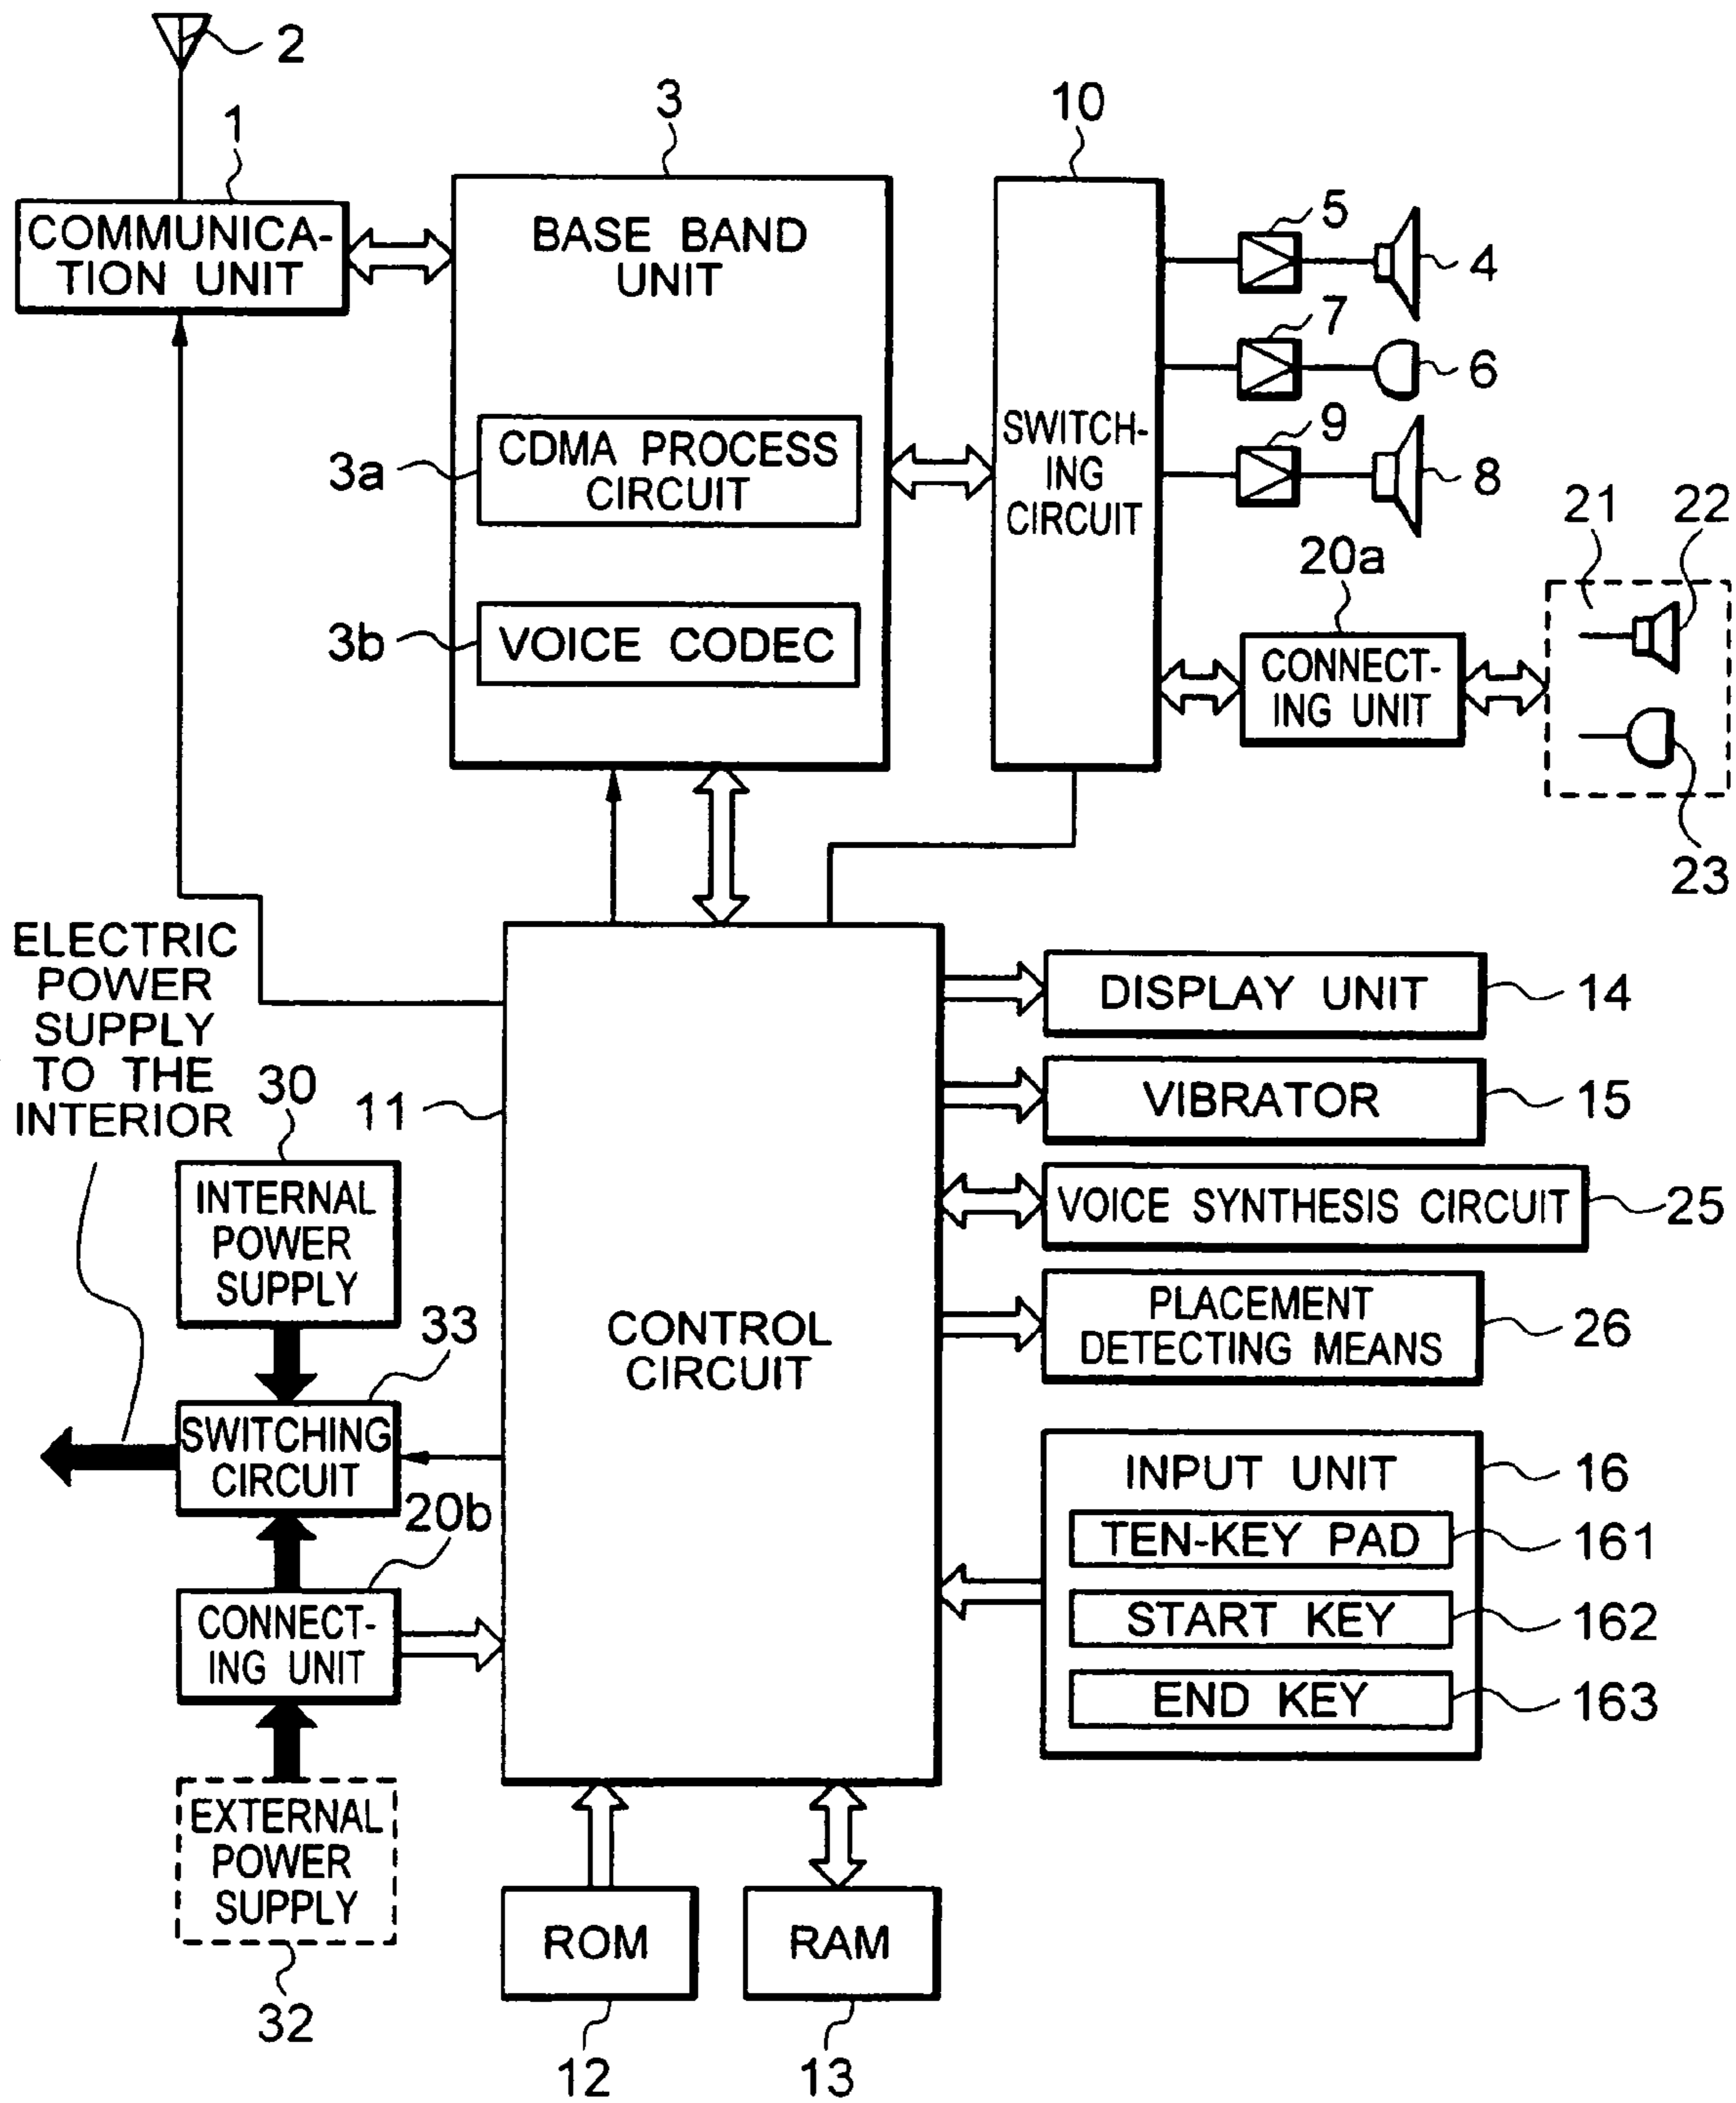 2
1
3
10
COMMUNICA-
TION UNIT
BASE BAND
UNIT
5
4
7
6
9
8
3a
CDMA PROCESS
CIRCUIT
SWITCH-
ING
CIRCUIT
21
22
20a
3b
VOICE CODEC
CONNECT-
ING UNIT
23
ELECTRIC
POWER
SUPPLY
TO THE
INTERIOR
DISPLAY UNIT
14
30
11
VIBRATOR
15
INTERNAL
POWER
SUPPLY
VOICE SYNTHESIS CIRCUIT
25
33
CONTROL
CIRCUIT
PLACEMENT
DETECTING MEANS
26
SWITCHING
CIRCUIT
INPUT UNIT
16
20b
TEN-KEY PAD
161
CONNECT-
ING UNIT
START KEY
162
END KEY
163
EXTERNAL
POWER
SUPPLY
32
ROM
RAM
12
13